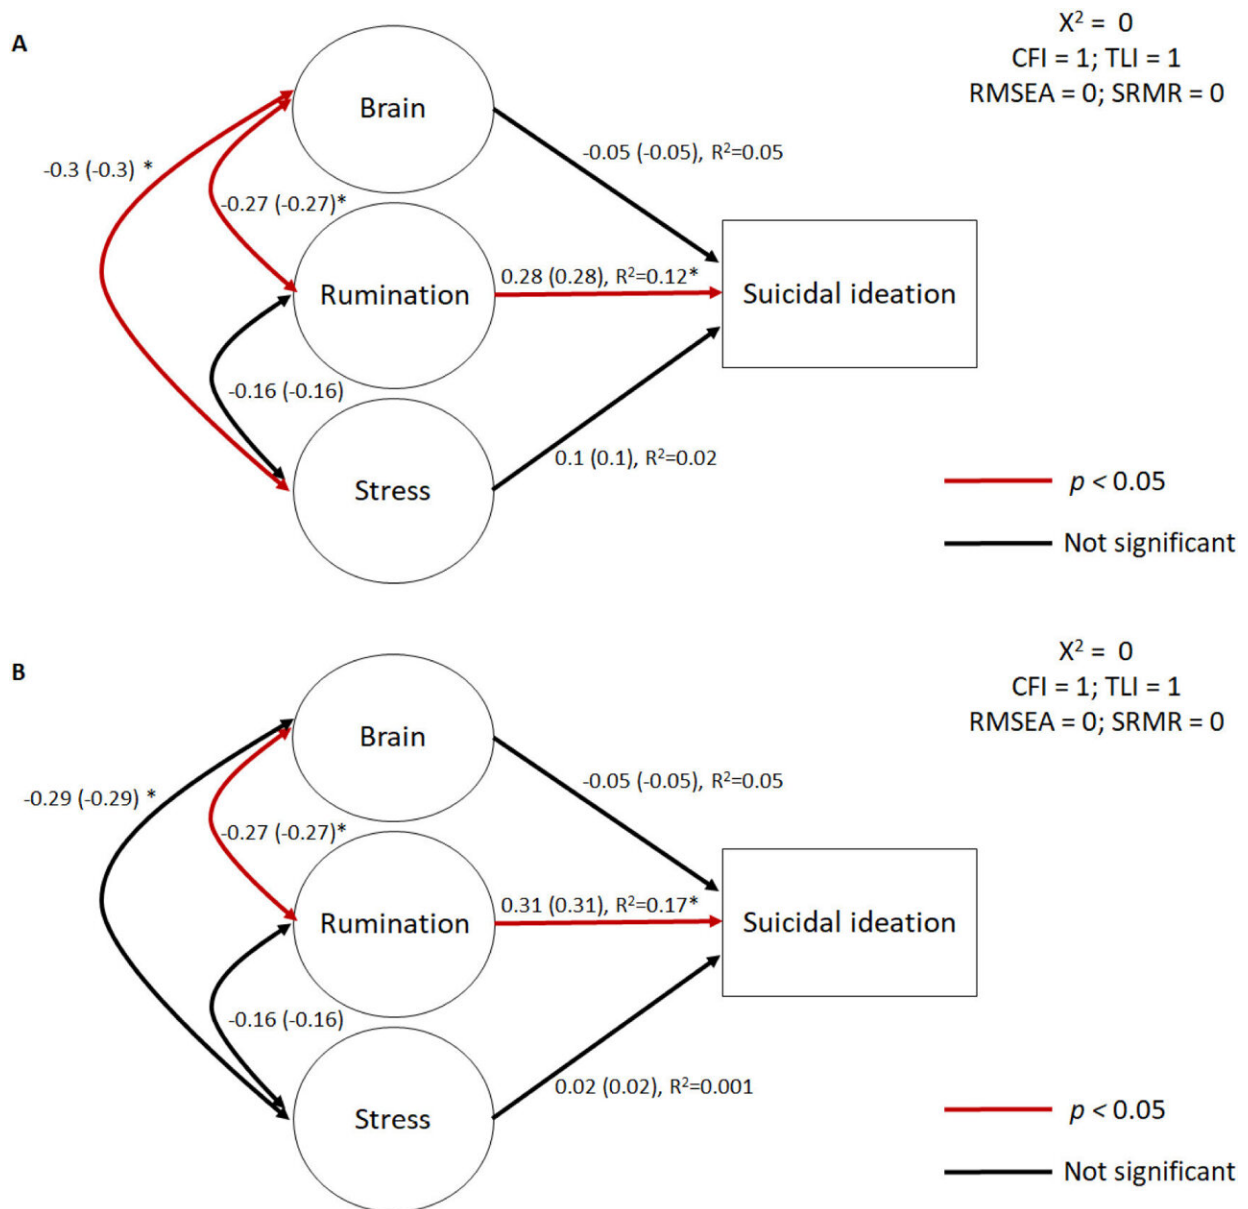 A
X² = 0
CFI = 1; TLI = 1
RMSEA = 0; SRMR = 0
Brain
-0.05 (-0.05), R²=0.05
-0.3 (-0.3) *
-0.27 (-0.27)*
0.28 (0.28), R²=0.12*
Rumination
Suicidal ideation
-0.16 (-0.16)
0.1 (0.1), R²=0.02
Stress
p < 0.05
Not significant
B
X² = 0
CFI = 1; TLI = 1
RMSEA = 0; SRMR = 0
Brain
-0.05 (-0.05), R²=0.05
-0.29 (-0.29) *
-0.27 (-0.27)*
0.31 (0.31), R²=0.17*
Rumination
Suicidal ideation
-0.16 (-0.16)
0.02 (0.02), R²=0.001
Stress
p < 0.05
Not significant